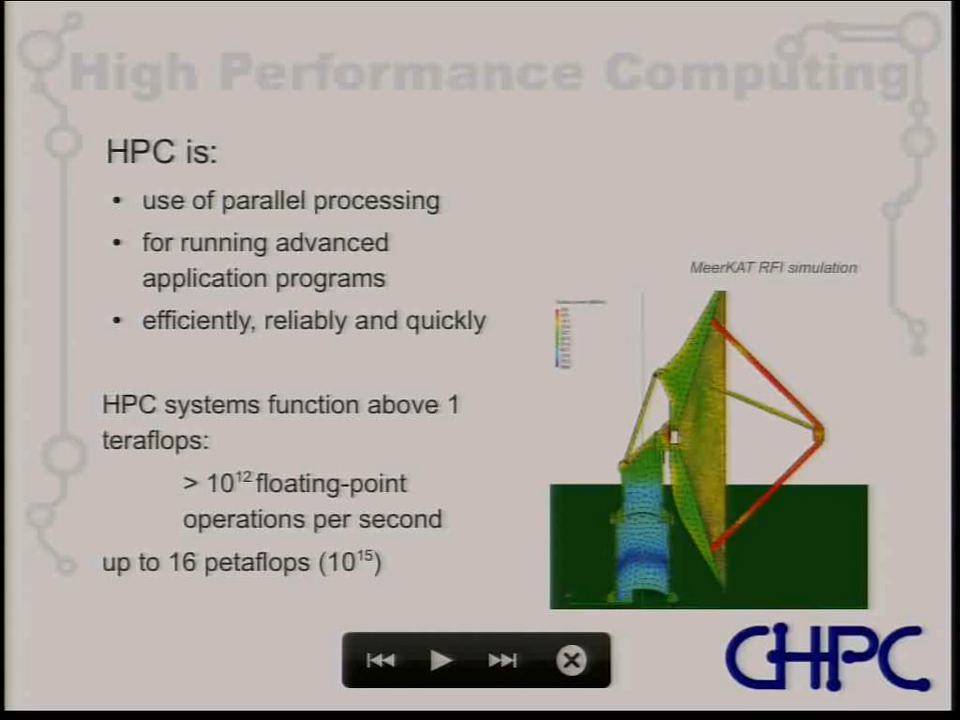 High Performance Computing
HPC is:
• use of parallel processing
• for running advanced
application programs
• efficiently, reliably and quickly
MeerKAT RFI simulation
HPC systems function above 1
teraflops:
> 10¹² floating-point
operations per second
up to 16 petaflops (10¹⁵)
CHPC